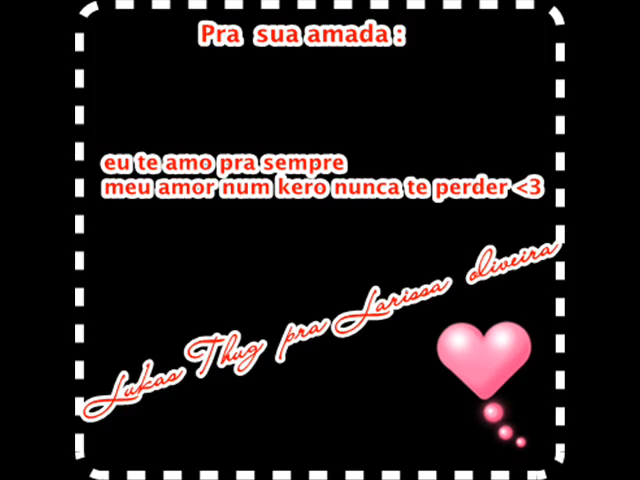 Pra sua amada :
eu te amo pra sempre
meu amor num kero nunca te perder <3
Lukas Thug pra Larissa oliveira